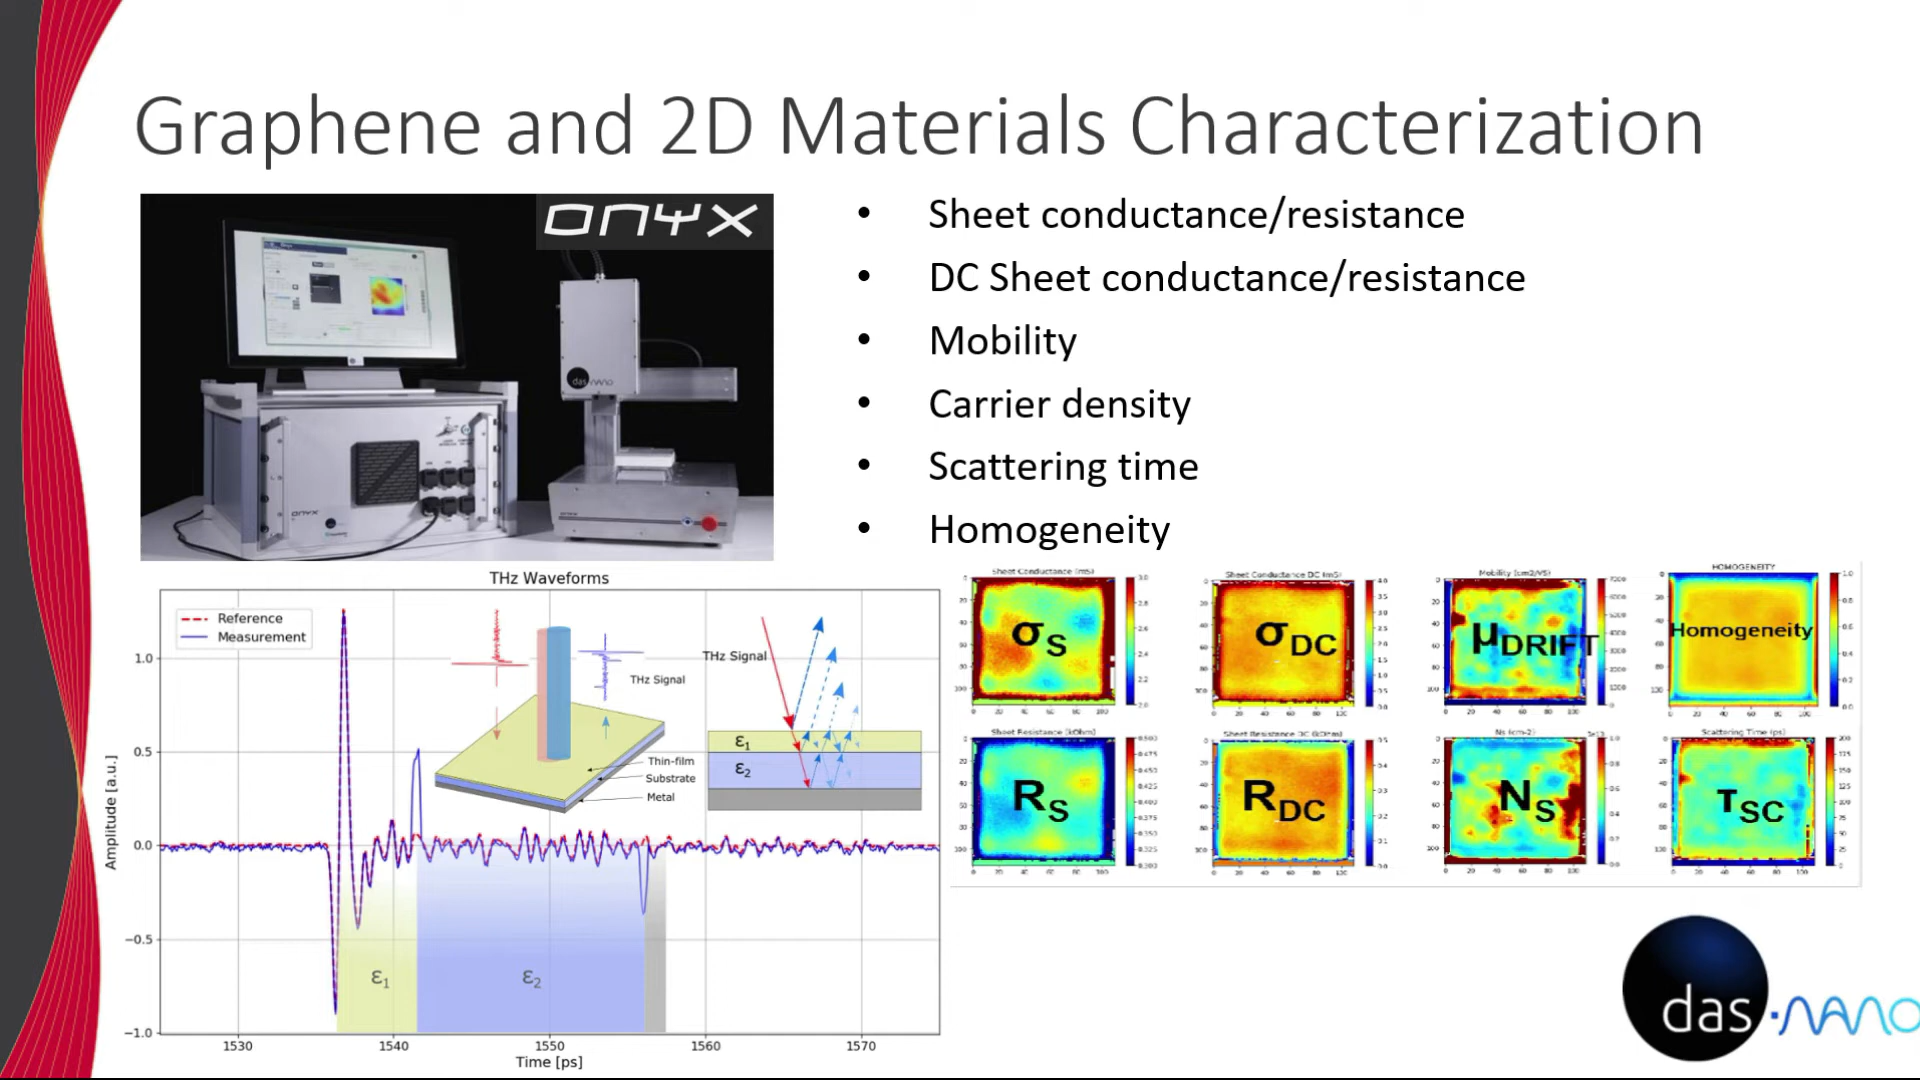 Graphene and 2D Materials Characterization
ONYX
• Sheet conductance/resistance
• DC Sheet conductance/resistance
• Mobility
• Carrier density
• Scattering time
• Homogeneity
das nano
ONYX
THz Waveforms
Reference
Measurement
THz Signal
THz Signal
ε1
ε2
Thin-film
Substrate
Metal
Amplitude [a.u.]
1.0
0.5
0.0
−0.5
−1.0
ε1
ε2
1530
1540
1550
1560
1570
Time [ps]
Sheet Conductance (mS)
σS
Sheet Conductance DC (mS)
σDC
Mobility (cm2/VS)
μDRIFT
HOMOGENEITY
Homogeneity
Sheet Resistance (kOhm)
RS
Sheet Resistance DC (kOhm)
RDC
Ns (cm-2)
NS
Scattering Time (ps)
τSC
das·NANO